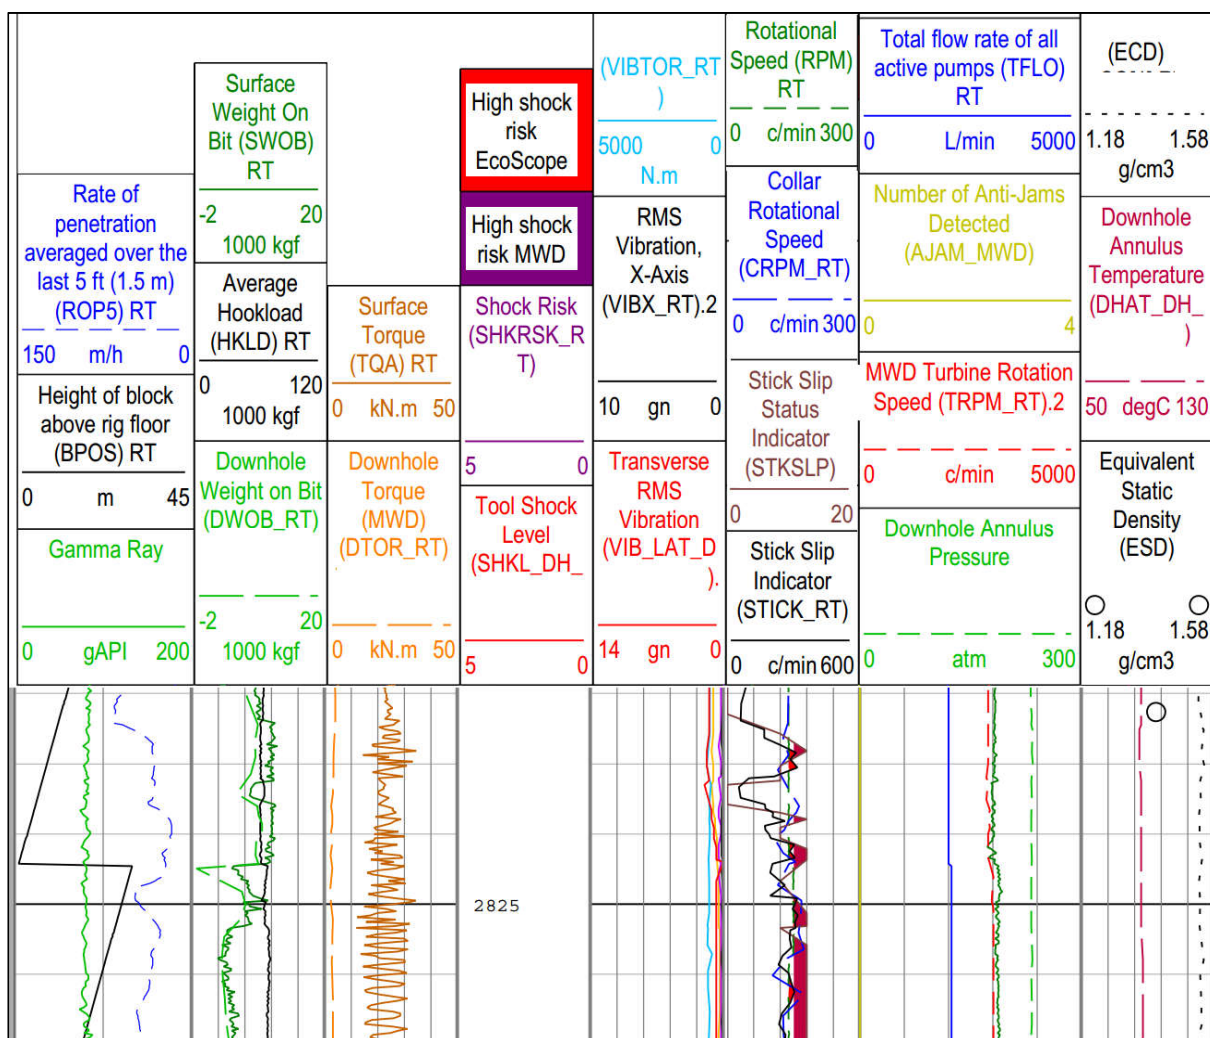 Rate of
penetration
averaged over the
last 5 ft (1.5 m)
(ROP5) RT
150 m/h 0
Height of block
above rig floor
(BPOS) RT
0 m 45
Gamma Ray
0 gAPI 200
Surface
Weight On
Bit (SWOB)
RT
-2 20
1000 kgf
Average
Hookload
(HKLD) RT
0 120
1000 kgf
Downhole
Weight on Bit
(DWOB_RT)
-2 20
1000 kgf
Surface
Torque
(TQA) RT
0 kN.m 50
Downhole
Torque
(MWD)
(DTOR_RT)
0 kN.m 50
High shock
risk
EcoScope
High shock
risk MWD
Shock Risk
(SHKRSK_R
T)
5 0
Tool Shock
Level
(SHKL_DH_
5 0
(VIBTOR_RT
)
5000 0
N.m
RMS
Vibration,
X-Axis
(VIBX_RT).2
10 gn 0
Transverse
RMS
Vibration
(VIB_LAT_D
).
14 gn 0
Rotational
Speed (RPM)
RT
0 c/min 300
Collar
Rotational
Speed
(CRPM_RT)
0 c/min 300
Stick Slip
Status
Indicator
(STKSLP)
0 20
Stick Slip
Indicator
(STICK_RT)
0 c/min 600
Total flow rate of all
active pumps (TFLO)
RT
0 L/min 5000
Number of Anti-Jams
Detected
(AJAM_MWD)
0 4
MWD Turbine Rotation
Speed (TRPM_RT).2
0 c/min 5000
Downhole Annulus
Pressure
0 atm 300
(ECD)
1.18 1.58
g/cm3
Downhole
Annulus
Temperature
(DHAT_DH_
)
50 degC 130
Equivalent
Static
Density
(ESD)
1.18 1.58
g/cm3
2825